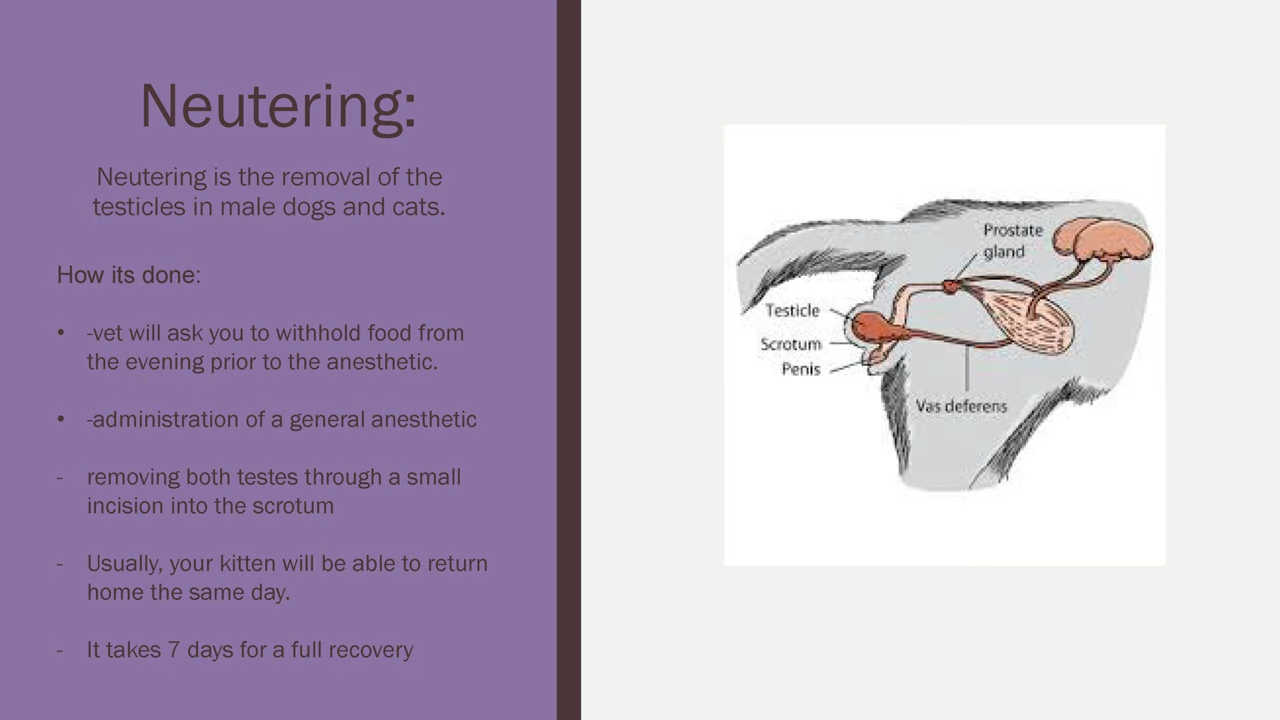 Neutering:
Neutering is the removal of the
testicles in male dogs and cats.
How its done:
• -vet will ask you to withhold food from
the evening prior to the anesthetic.
• -administration of a general anesthetic
- removing both testes through a small
incision into the scrotum
- Usually, your kitten will be able to return
home the same day.
- It takes 7 days for a full recovery
Prostate
gland
Testicle
Scrotum
Penis
Vas deferens